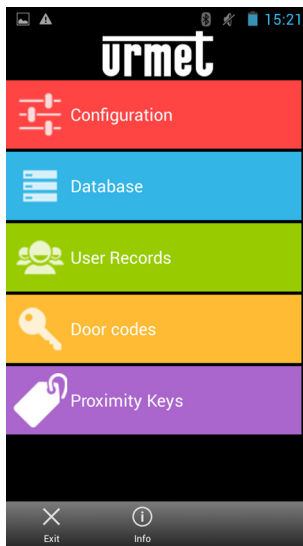 15:21
urmet
Configuration
Database
User Records
Door codes
Proximity Keys
Exit
Info